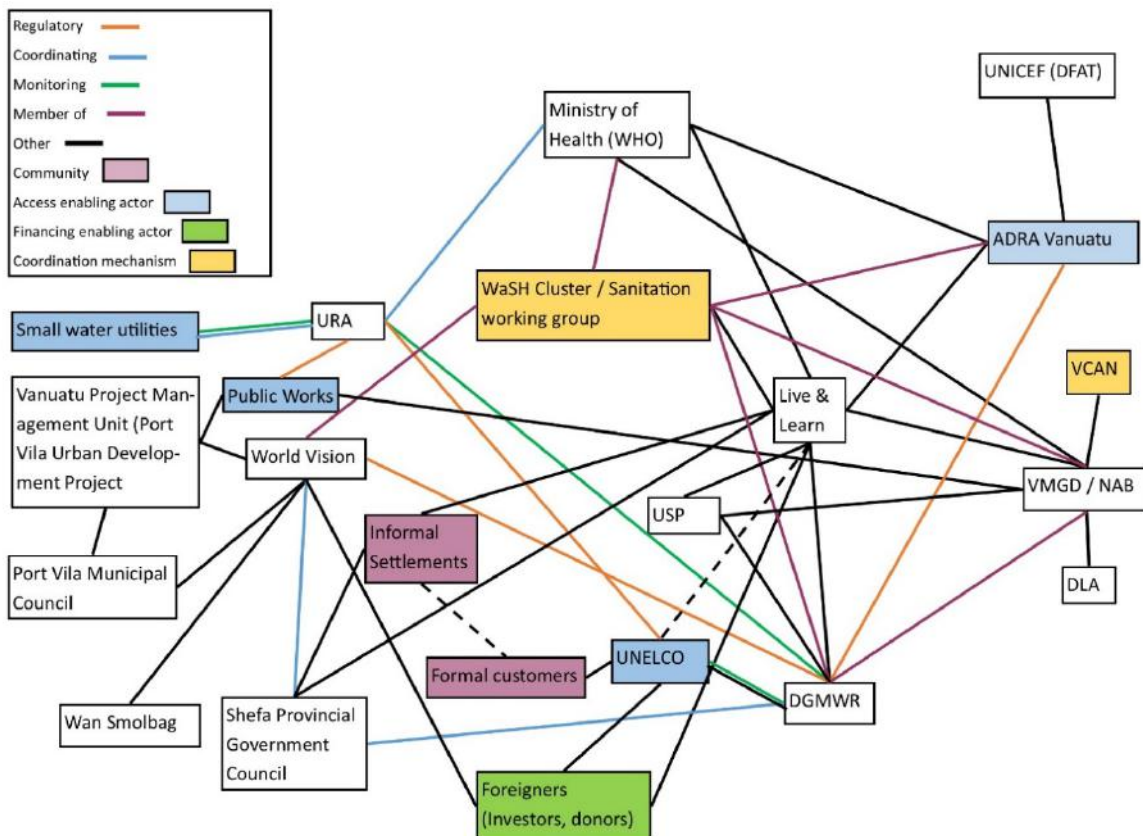 Regulatory
Coordinating
Monitoring
Member of
Other
Community
Access enabling actor
Financing enabling actor
Coordination mechanism
Ministry of
Health (WHO)
UNICEF (DFAT)
ADRA Vanuatu
WaSH Cluster / Sanitation
working group
Small water utilities
URA
Vanuatu Project Man-
agement Unit (Port
Vila Urban Develop-
ment Project
Public Works
World Vision
Live &
Learn
VCAN
VMGD / NAB
USP
Informal
Settlements
DLA
Port Vila Municipal
Council
Formal customers
UNELCO
DGMWR
Wan Smolbag
Shefa Provincial
Government
Council
Foreigners
(Investors, donors)